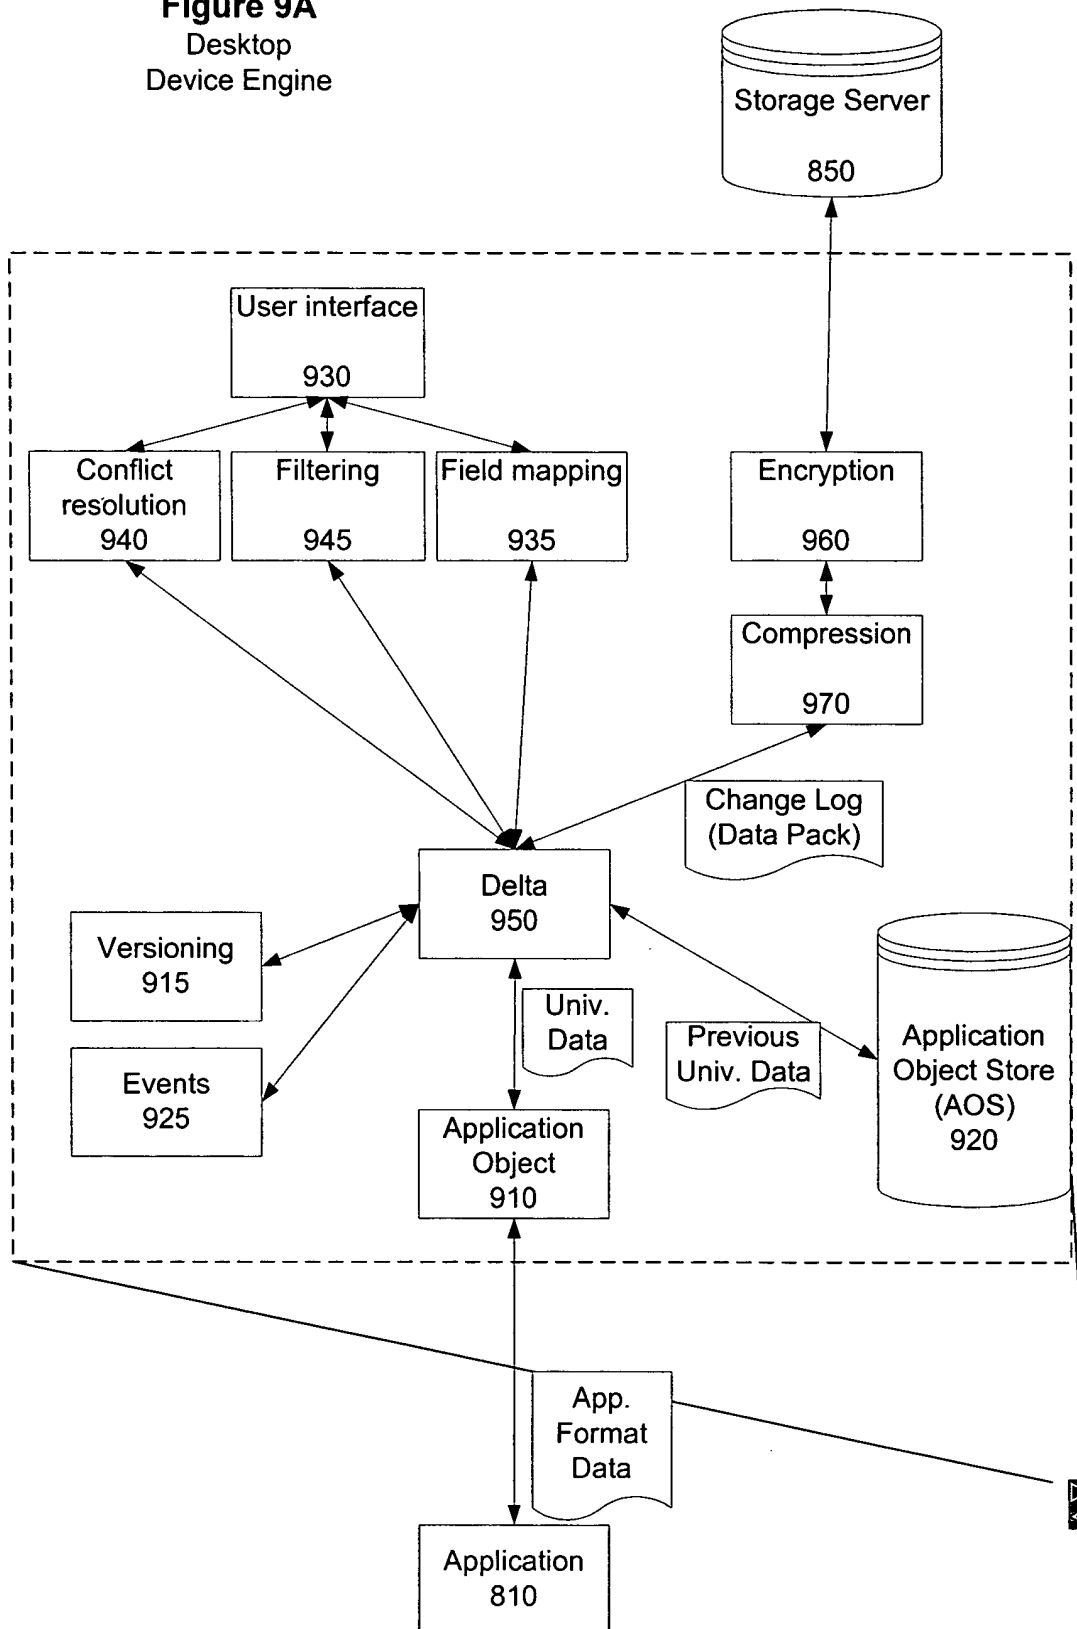 Figure 9A
Desktop
Device Engine
Storage Server
850
User interface
930
Conflict
resolution
940
Filtering
945
Field mapping
935
Encryption
960
Compression
970
Change Log
(Data Pack)
Delta
950
Versioning
915
Events
925
Univ.
Data
Previous
Univ. Data
Application
Object Store
(AOS)
920
Application
Object
910
App.
Format
Data
Application
810